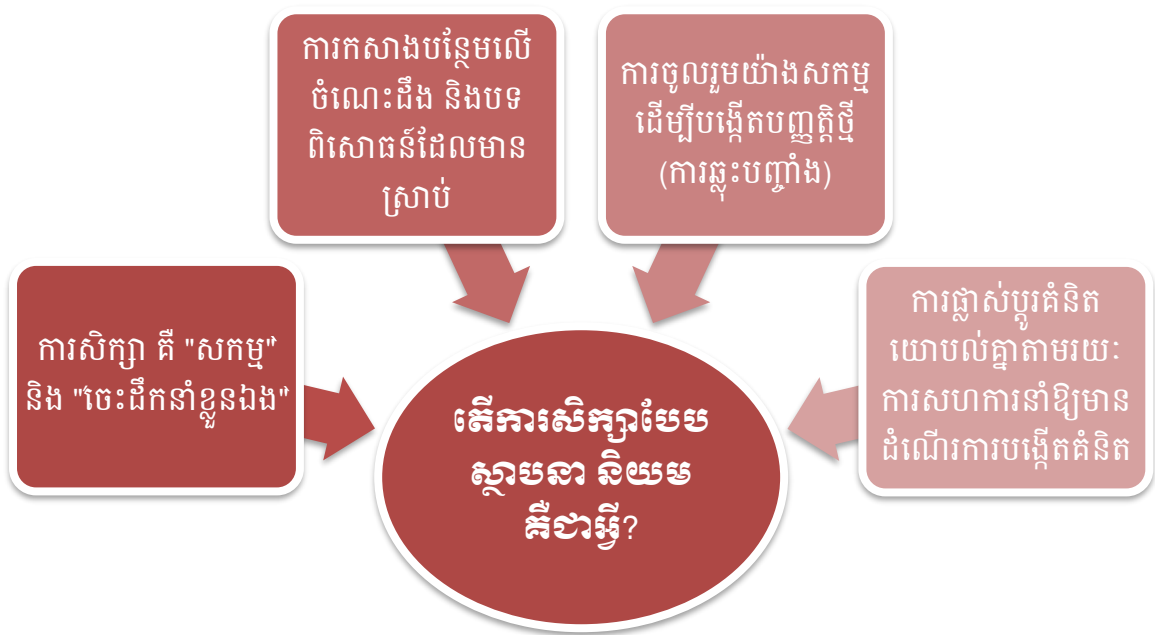 ការកសាងបន្ថែមលើ
ចំណេះដឹង និងបទ
ពិសោធន៍ដែលមាន
ស្រាប់
ការចូលរួមយ៉ាងសកម្ម
ដើម្បីបង្កើតបញ្ញត្តិថ្មី
(ការឆ្លុះបញ្ចាំង)
ការសិក្សា គឺ "សកម្ម"
និង "ចេះដឹកនាំខ្លួនឯង"
ការផ្លាស់ប្តូរគំនិត
យោបល់គ្នាតាមរយៈ
ការសហការនាំឱ្យមាន
ដំណើរការបង្កើតគំនិត
តើការសិក្សាបែប
ស្ថាបនា និយម
គឺជាអ្វី?